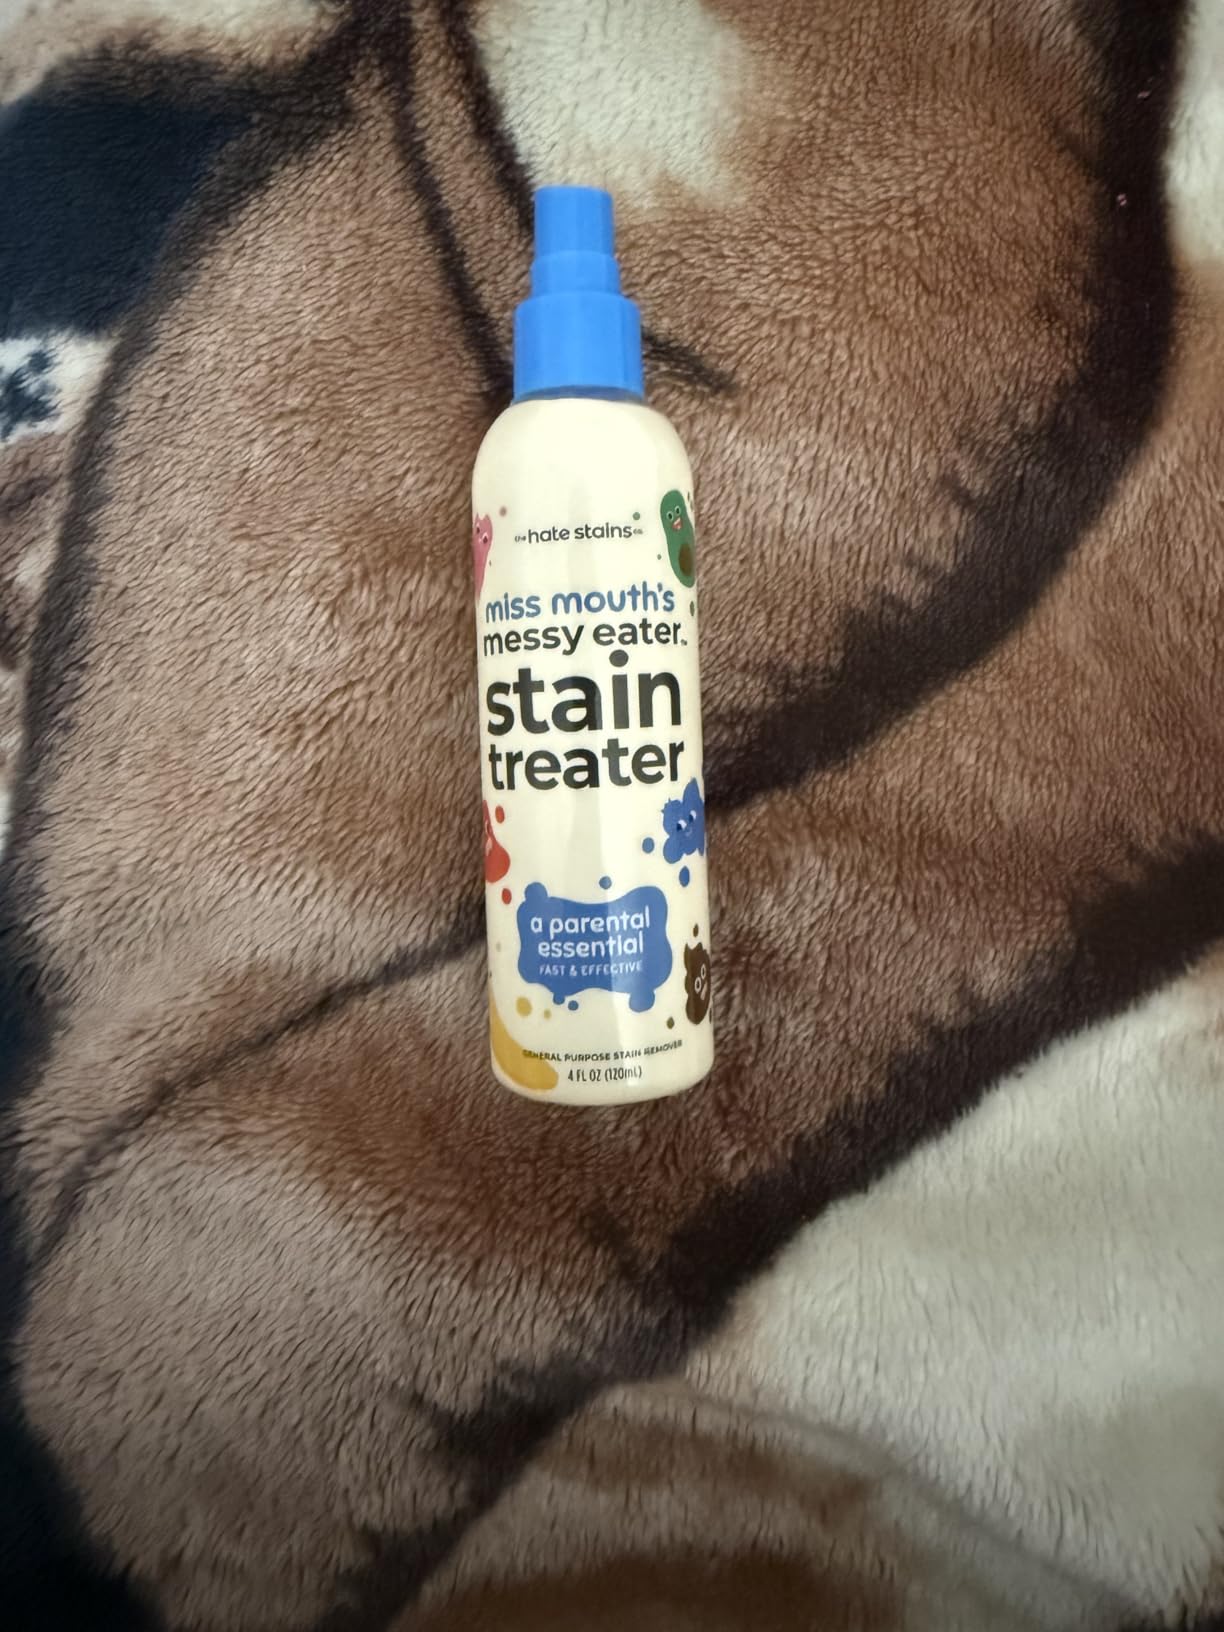 the hate stains co
miss mouth's
messy eater™
stain
treater
a parental
essential
FAST & EFFECTIVE
GENERAL PURPOSE STAIN REMOVER
4 FL OZ (120mL)